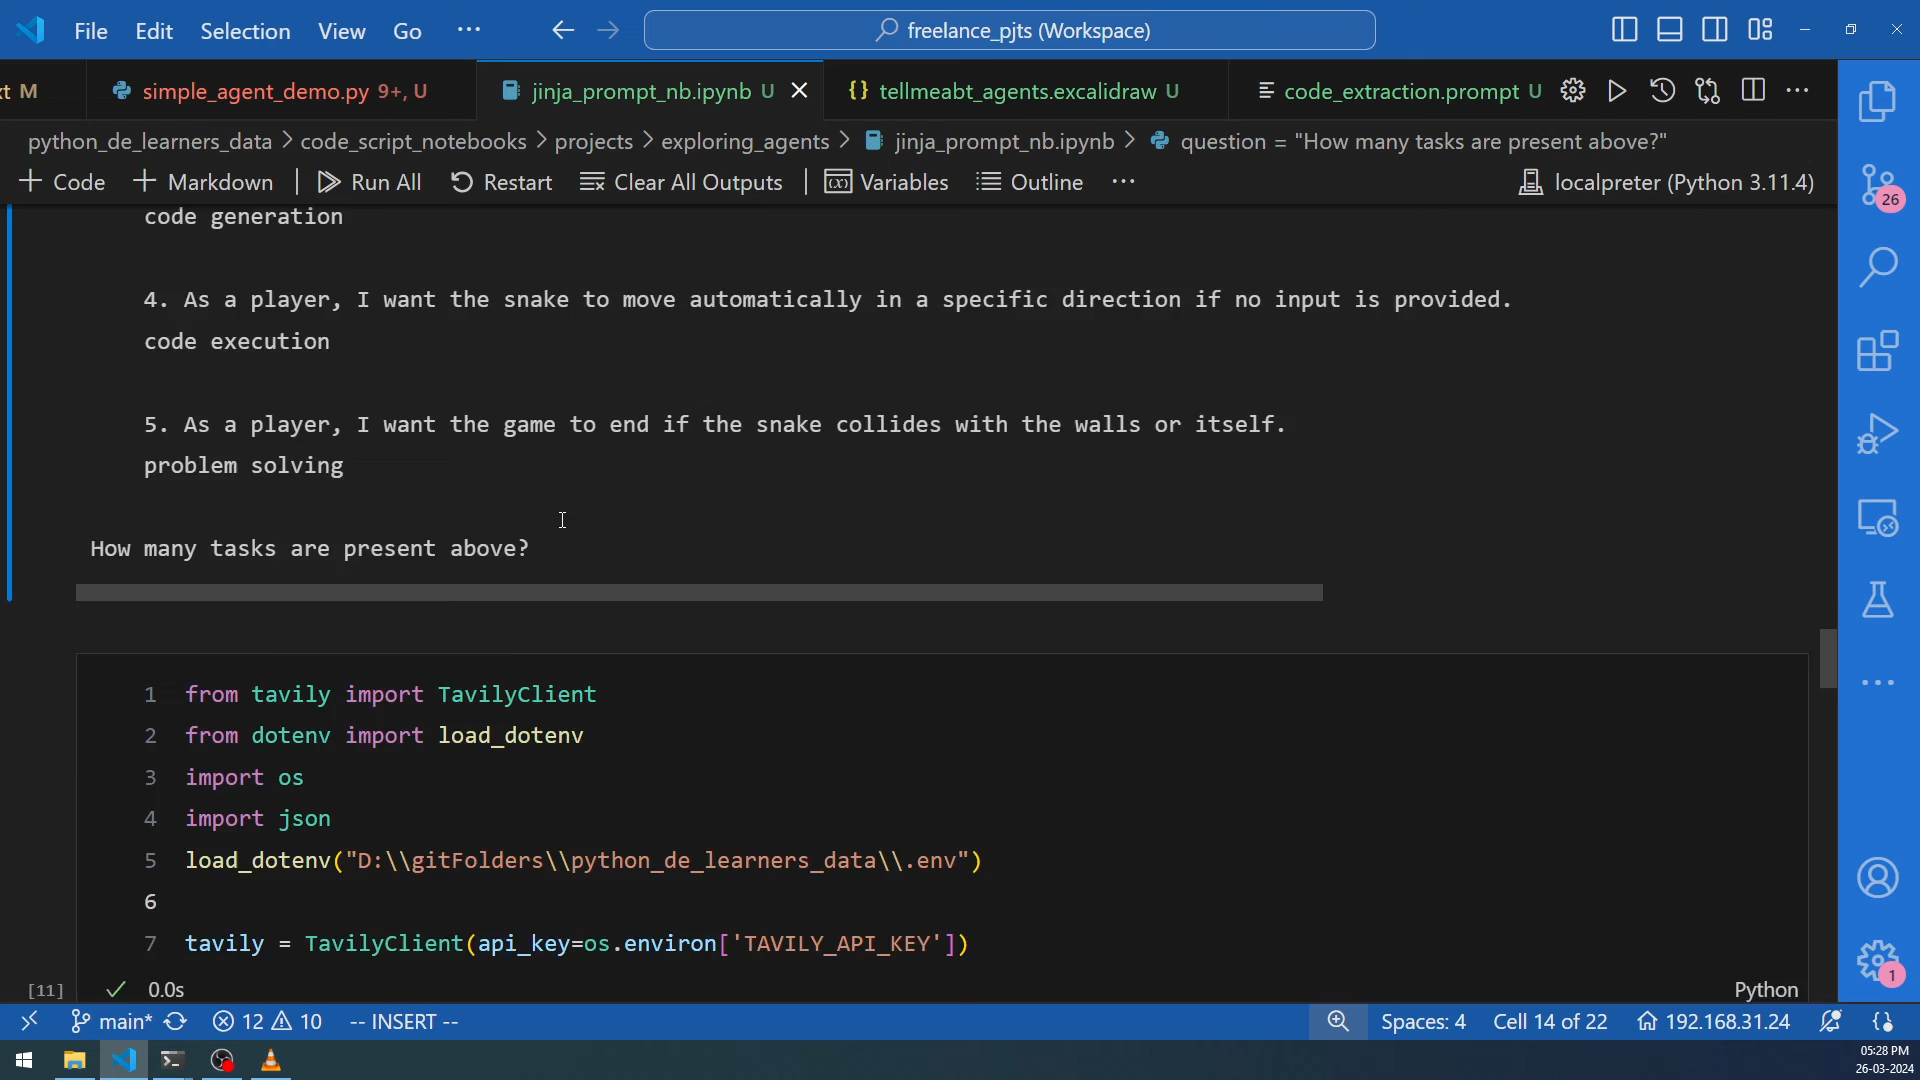 File Edit Selection View Go ··· freelance_pjts (Workspace)
xt M simple_agent_demo.py 9+, U jinja_prompt_nb.ipynb U tellmeabt_agents.excalidraw U code_extraction.prompt U
python_de_learners_data > code_script_notebooks > projects > exploring_agents > jinja_prompt_nb.ipynb > question = "How many tasks are present above?"
+ Code + Markdown | Run All Restart Clear All Outputs | Variables Outline ··· localpreter (Python 3.11.4)
26
code generation
4. As a player, I want the snake to move automatically in a specific direction if no input is provided.
code execution
5. As a player, I want the game to end if the snake collides with the walls or itself.
problem solving
How many tasks are present above?
1 from tavily import TavilyClient
2 from dotenv import load_dotenv
3 import os
4 import json
5 load_dotenv("D:\\gitFolders\\python_de_learners_data\\.env")
6
7 tavily = TavilyClient(api_key=os.environ['TAVILY_API_KEY'])
[11] 0.0s Python
1
main* 12 10 -- INSERT -- Spaces: 4 Cell 14 of 22 192.168.31.24
05:28 PM
26-03-2024